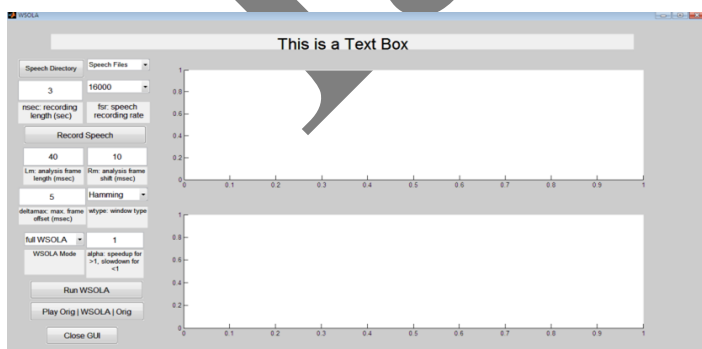 WSOLA
This is a Text Box
Speech Directory
Speech Files
3
16000
nsec: recording
length (sec)
fsr: speech
recording rate
Record Speech
40
10
Lm: analysis frame
length (msec)
Rm: analysis frame
shift (msec)
5
Hamming
deltamax: max. frame
offset (msec)
wtype: window type
full WSOLA
1
WSOLA Mode
alpha: speedup for
>1, slowdown for
<1
Run WSOLA
Play Orig | WSOLA | Orig
Close GUI
1
0.8
0.6
0.4
0.2
0
0 0.1 0.2 0.3 0.4 0.5 0.6 0.7 0.8 0.9 1
1
0.8
0.6
0.4
0.2
0
0 0.1 0.2 0.3 0.4 0.5 0.6 0.7 0.8 0.9 1